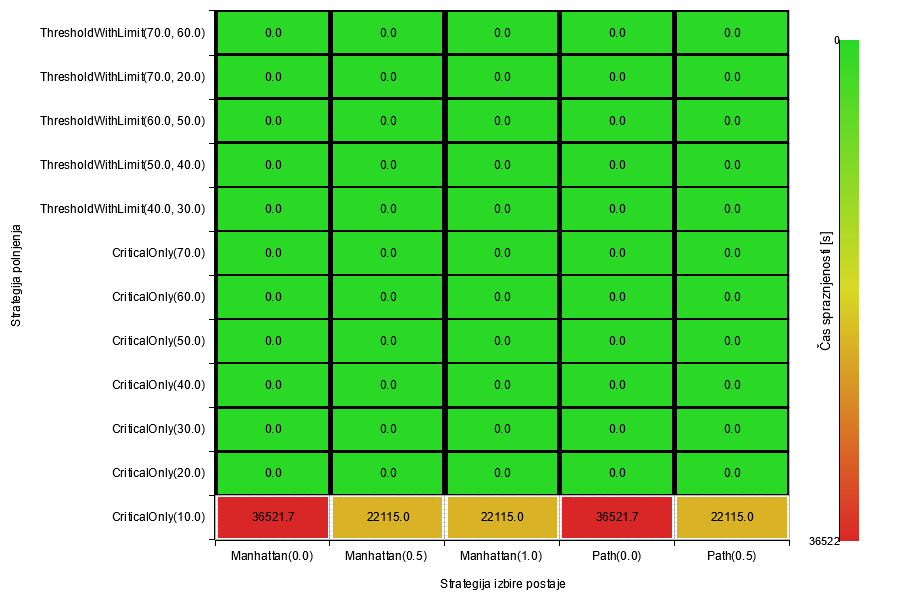 ThresholdWithLimit(70.0, 60.0) 0.0 0.0 0.0 0.0 0.0
ThresholdWithLimit(70.0, 20.0) 0.0 0.0 0.0 0.0 0.0
ThresholdWithLimit(60.0, 50.0) 0.0 0.0 0.0 0.0 0.0
ThresholdWithLimit(50.0, 40.0) 0.0 0.0 0.0 0.0 0.0
ThresholdWithLimit(40.0, 30.0) 0.0 0.0 0.0 0.0 0.0
CriticalOnly(70.0) 0.0 0.0 0.0 0.0 0.0
CriticalOnly(60.0) 0.0 0.0 0.0 0.0 0.0
CriticalOnly(50.0) 0.0 0.0 0.0 0.0 0.0
CriticalOnly(40.0) 0.0 0.0 0.0 0.0 0.0
CriticalOnly(30.0) 0.0 0.0 0.0 0.0 0.0
CriticalOnly(20.0) 0.0 0.0 0.0 0.0 0.0
CriticalOnly(10.0) 36521.7 22115.0 22115.0 36521.7 22115.0
Manhattan(0.0) Manhattan(0.5) Manhattan(1.0) Path(0.0) Path(0.5)
Strategija izbire postaje
Strategija polnjenja
Čas spraznjenosti [s]
0
36522